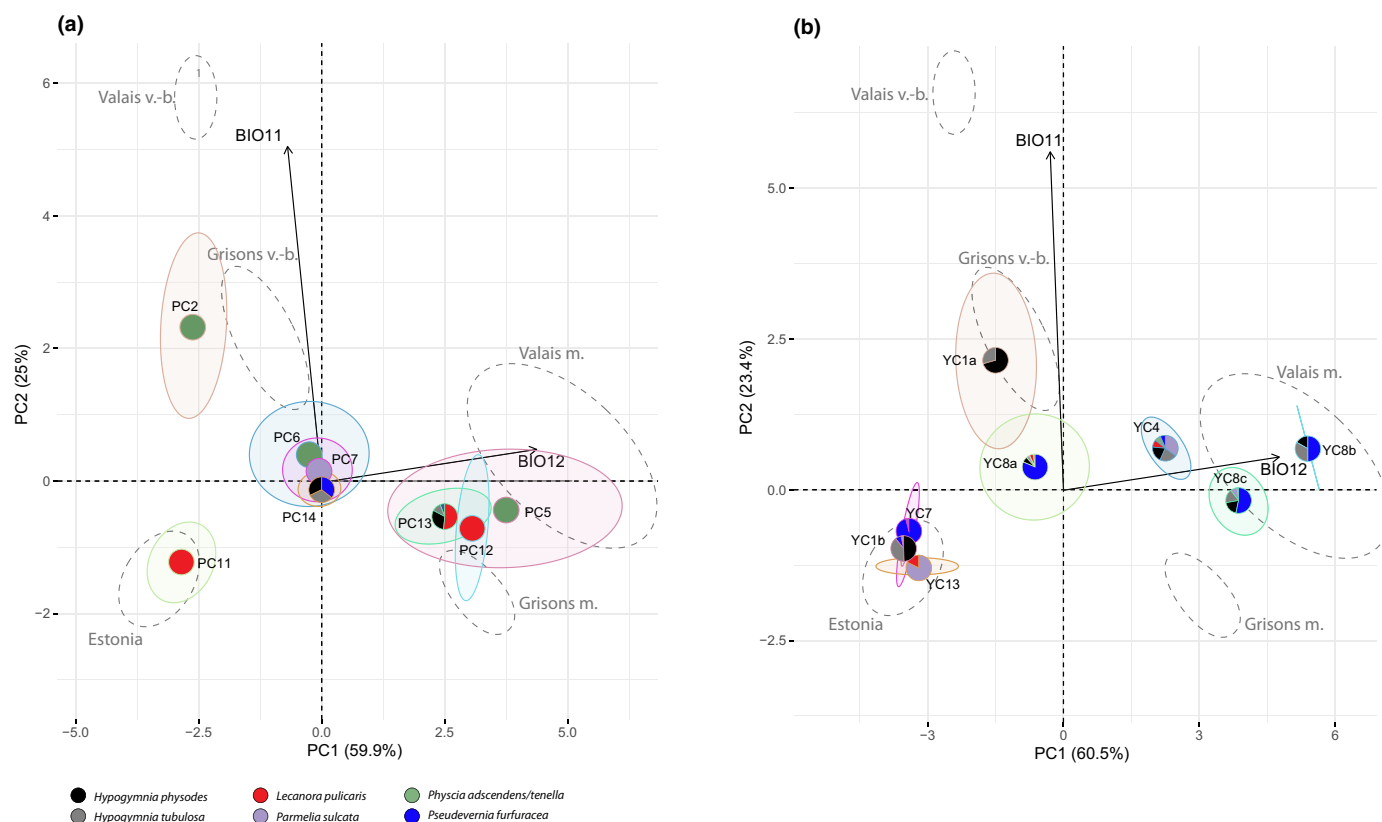 (a)
6
4
2
0
−2
−5.0
−2.5
0.0
2.5
5.0
PC2 (25%)
PC1 (59.9%)
Valais v.-b.
1
BIO11
Grisons v.-b.
PC2
Valais m.
PC6
PC7
BIO12
PC14
PC13
PC5
PC12
PC11
Grisons m.
Estonia
(b)
5.0
2.5
0.0
−2.5
−3
0
3
6
PC2 (23.4%)
PC1 (60.5%)
Valais v.-b.
BIO11
Grisons v.-b.
YC1a
Valais m.
YC4
YC8a
YC8b
BIO12
YC8c
YC7
YC1b
YC13
Estonia
Grisons m.
Hypogymnia physodes
Lecanora pulicaris
Physcia adscendens/tenella
Hypogymnia tubulosa
Parmelia sulcata
Pseudevernia furfuracea